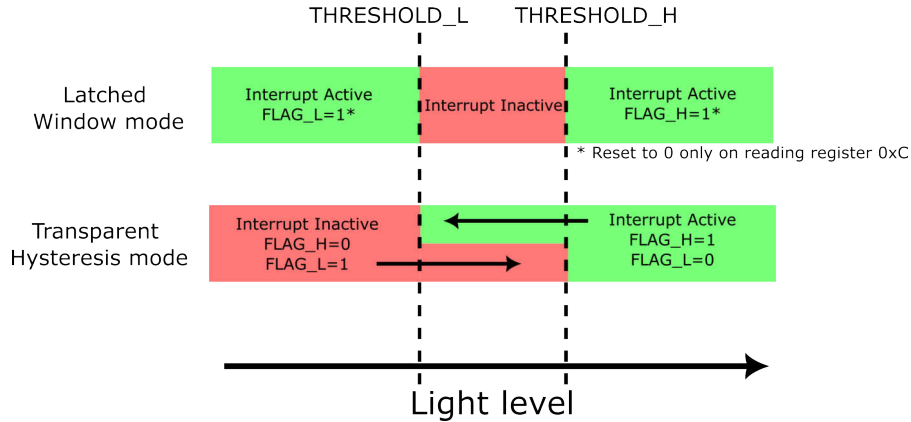 THRESHOLD_L
THRESHOLD_H
Latched
Window mode
Interrupt Active
FLAG_L=1*
Interrupt Inactive
Interrupt Active
FLAG_H=1*
* Reset to 0 only on reading register 0xC
Transparent
Hysteresis mode
Interrupt Inactive
FLAG_H=0
FLAG_L=1
Interrupt Active
FLAG_H=1
FLAG_L=0
Light level